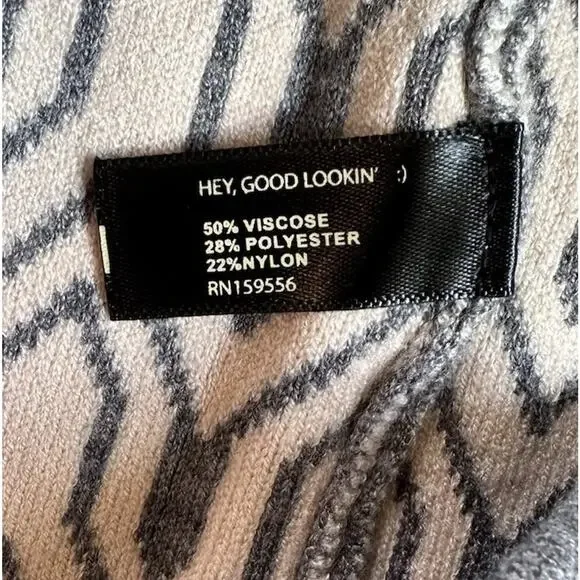 HEY, GOOD LOOKIN' :)
50% VISCOSE
28% POLYESTER
22%NYLON
RN159556